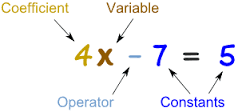 Coefficient Variable
4x - 7 = 5
Operator Constants